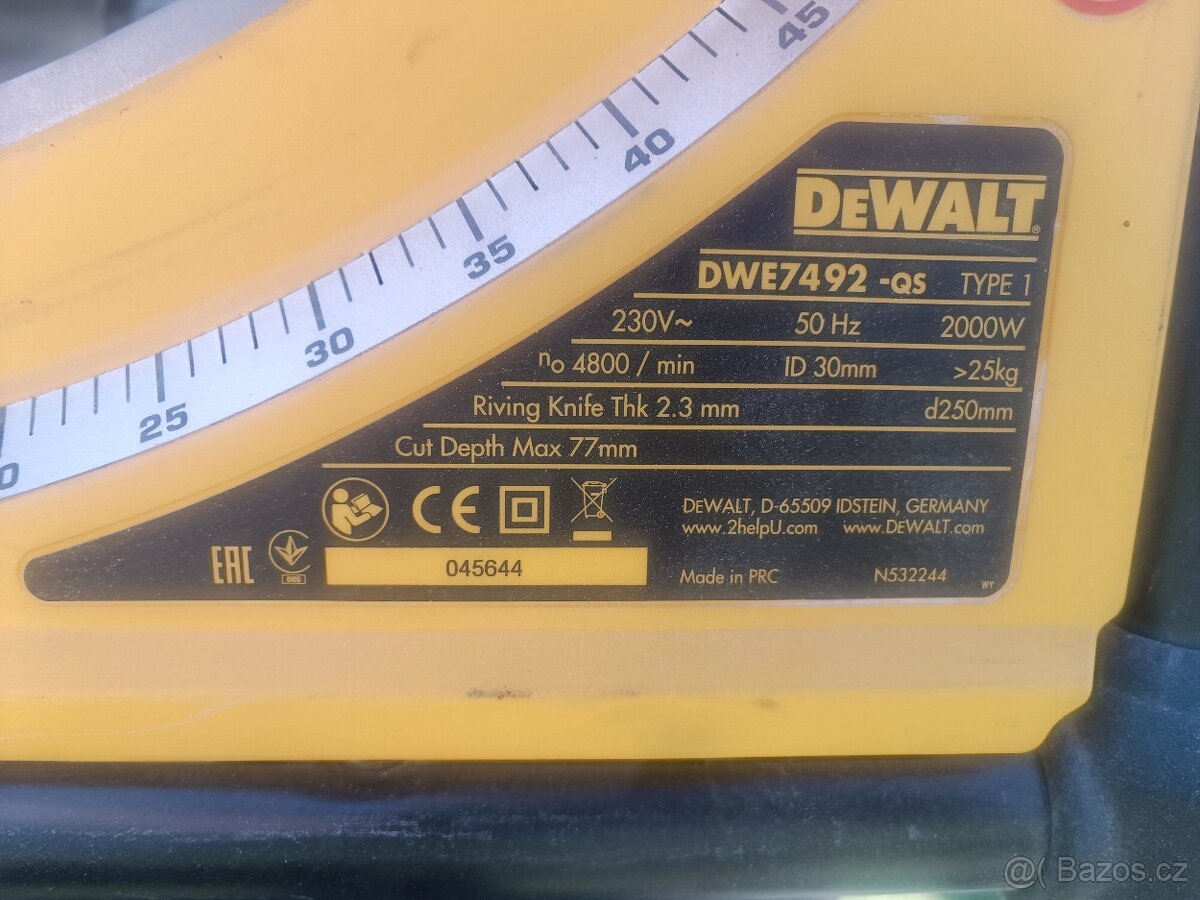 45
40
35
30
25
0
DEWALT®
DWE7492 -QS TYPE 1
230V~ 50 Hz 2000W
no 4800 / min ID 30mm >25kg
Riving Knife Thk 2.3 mm d250mm
Cut Depth Max 77mm
CE
DEWALT, D-65509 IDSTEIN, GERMANY
www.2helpU.com www.DEWALT.com
EAC
045644
Made in PRC N532244
WY
@( Bazos.cz